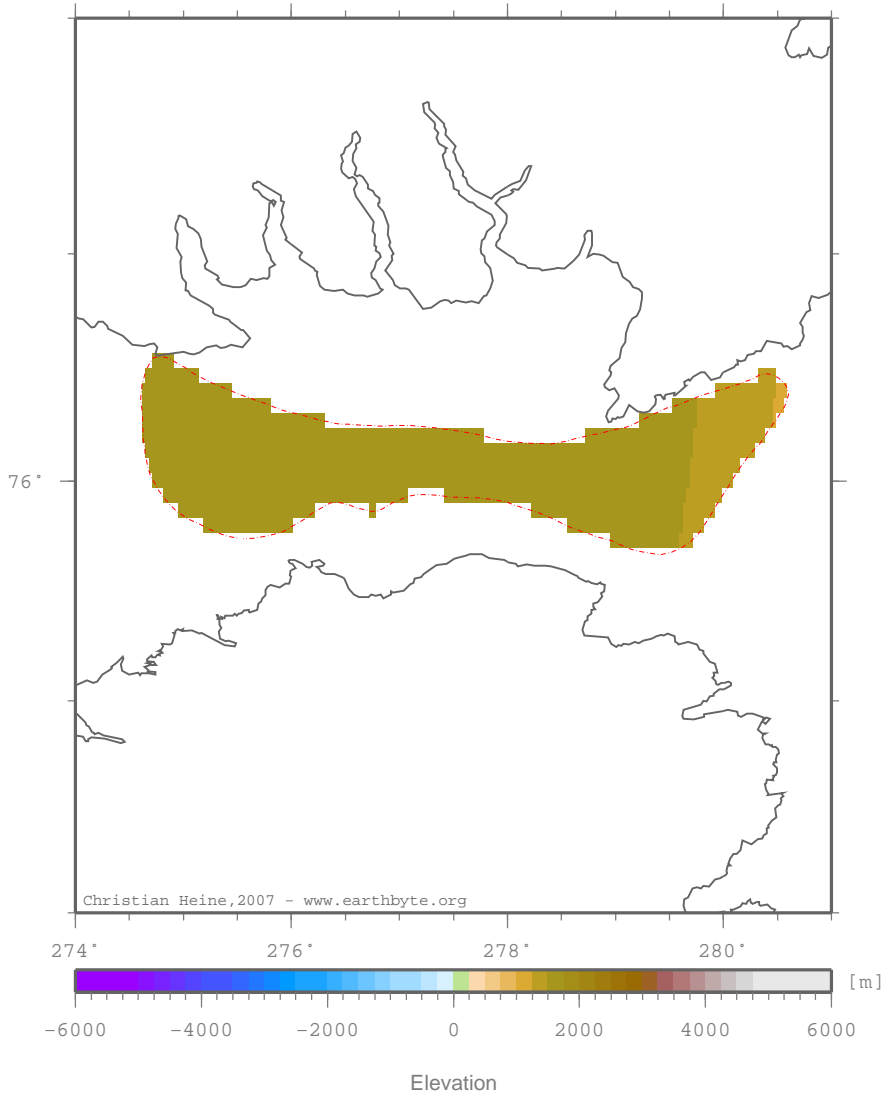 76°
Christian Heine,2007 - www.earthbyte.org
274° 276° 278° 280°
[m]
-6000 -4000 -2000 0 2000 4000 6000
Elevation